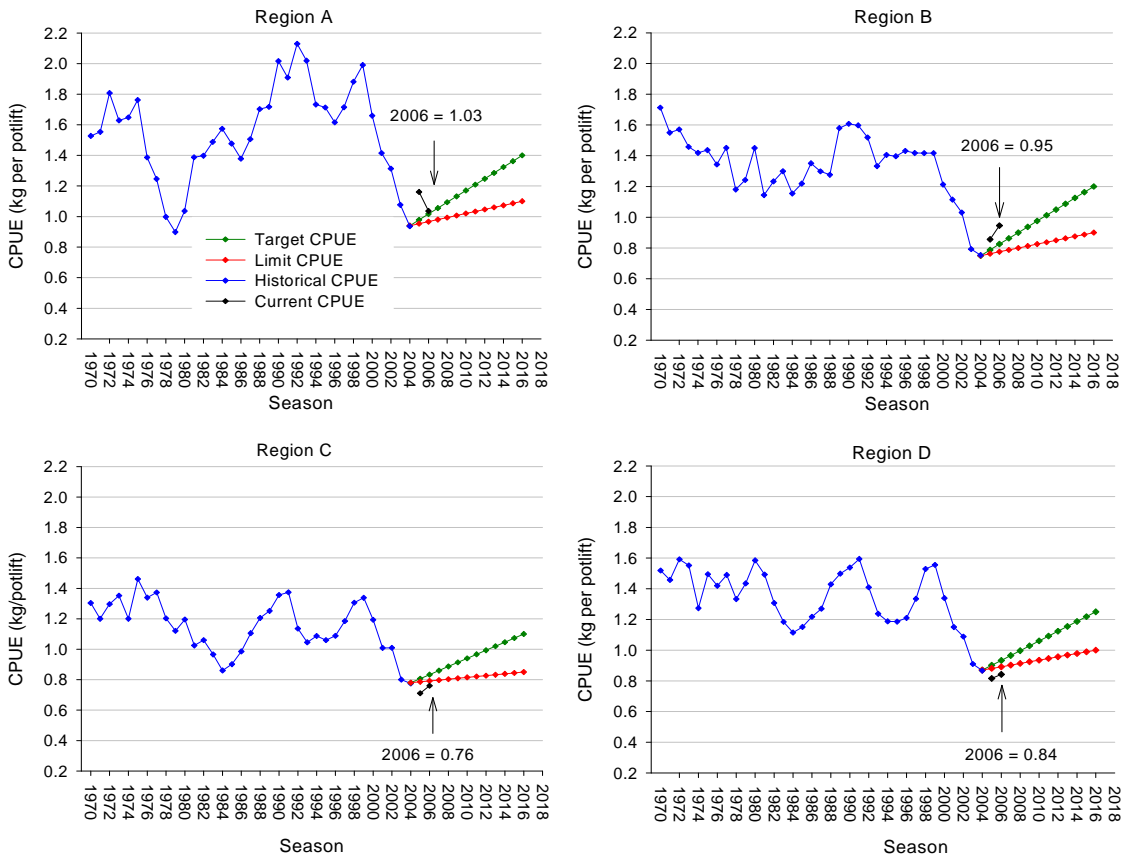 Region A
CPUE (kg per potlift)
2.2
2.0
1.8
1.6
1.4
1.2
1.0
0.8
0.6
0.4
0.2
2006 = 1.03
Target CPUE
Limit CPUE
Historical CPUE
Current CPUE
1970 1972 1974 1976 1978 1980 1982 1984 1986 1988 1990 1992 1994 1996 1998 2000 2002 2004 2006 2008 2010 2012 2014 2016 2018
Season
Region B
CPUE (kg per potlift)
2.2
2.0
1.8
1.6
1.4
1.2
1.0
0.8
0.6
0.4
0.2
2006 = 0.95
1970 1972 1974 1976 1978 1980 1982 1984 1986 1988 1990 1992 1994 1996 1998 2000 2002 2004 2006 2008 2010 2012 2014 2016 2018
Season
Region C
CPUE (kg/potlift)
2.2
2.0
1.8
1.6
1.4
1.2
1.0
0.8
0.6
0.4
0.2
2006 = 0.76
1970 1972 1974 1976 1978 1980 1982 1984 1986 1988 1990 1992 1994 1996 1998 2000 2002 2004 2006 2008 2010 2012 2014 2016 2018
Season
Region D
CPUE (kg per potlift)
2.2
2.0
1.8
1.6
1.4
1.2
1.0
0.8
0.6
0.4
0.2
2006 = 0.84
1970 1972 1974 1976 1978 1980 1982 1984 1986 1988 1990 1992 1994 1996 1998 2000 2002 2004 2006 2008 2010 2012 2014 2016 2018
Season